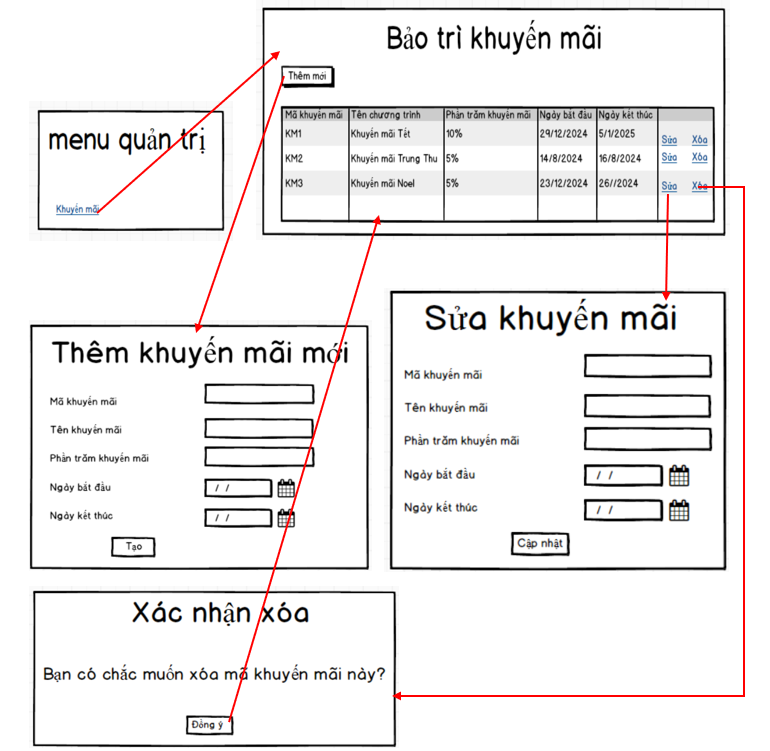 Bảo trì khuyến mãi
Thêm mới
Mã khuyến mãi Tên chương trình Phần trăm khuyến mãi Ngày bắt đầu Ngày kết thúc
KM1 Khuyến mãi Tết 10% 29/12/2024 5/1/2025 Sửa Xóa
KM2 Khuyến mãi Trung Thu 5% 14/8/2024 16/8/2024 Sửa Xóa
KM3 Khuyến mãi Noel 5% 23/12/2024 26//2024 Sửa Xóa
menu quản trị
Khuyến mãi
Thêm khuyến mãi mới
Mã khuyến mãi
Tên khuyến mãi
Phần trăm khuyến mãi
Ngày bắt đầu / /
Ngày kết thúc / /
Tạo
Sửa khuyến mãi
Mã khuyến mãi
Tên khuyến mãi
Phần trăm khuyến mãi
Ngày bắt đầu / /
Ngày kết thúc / /
Cập nhật
Xác nhận xóa
Bạn có chắc muốn xóa mã khuyến mãi này?
Đồng ý